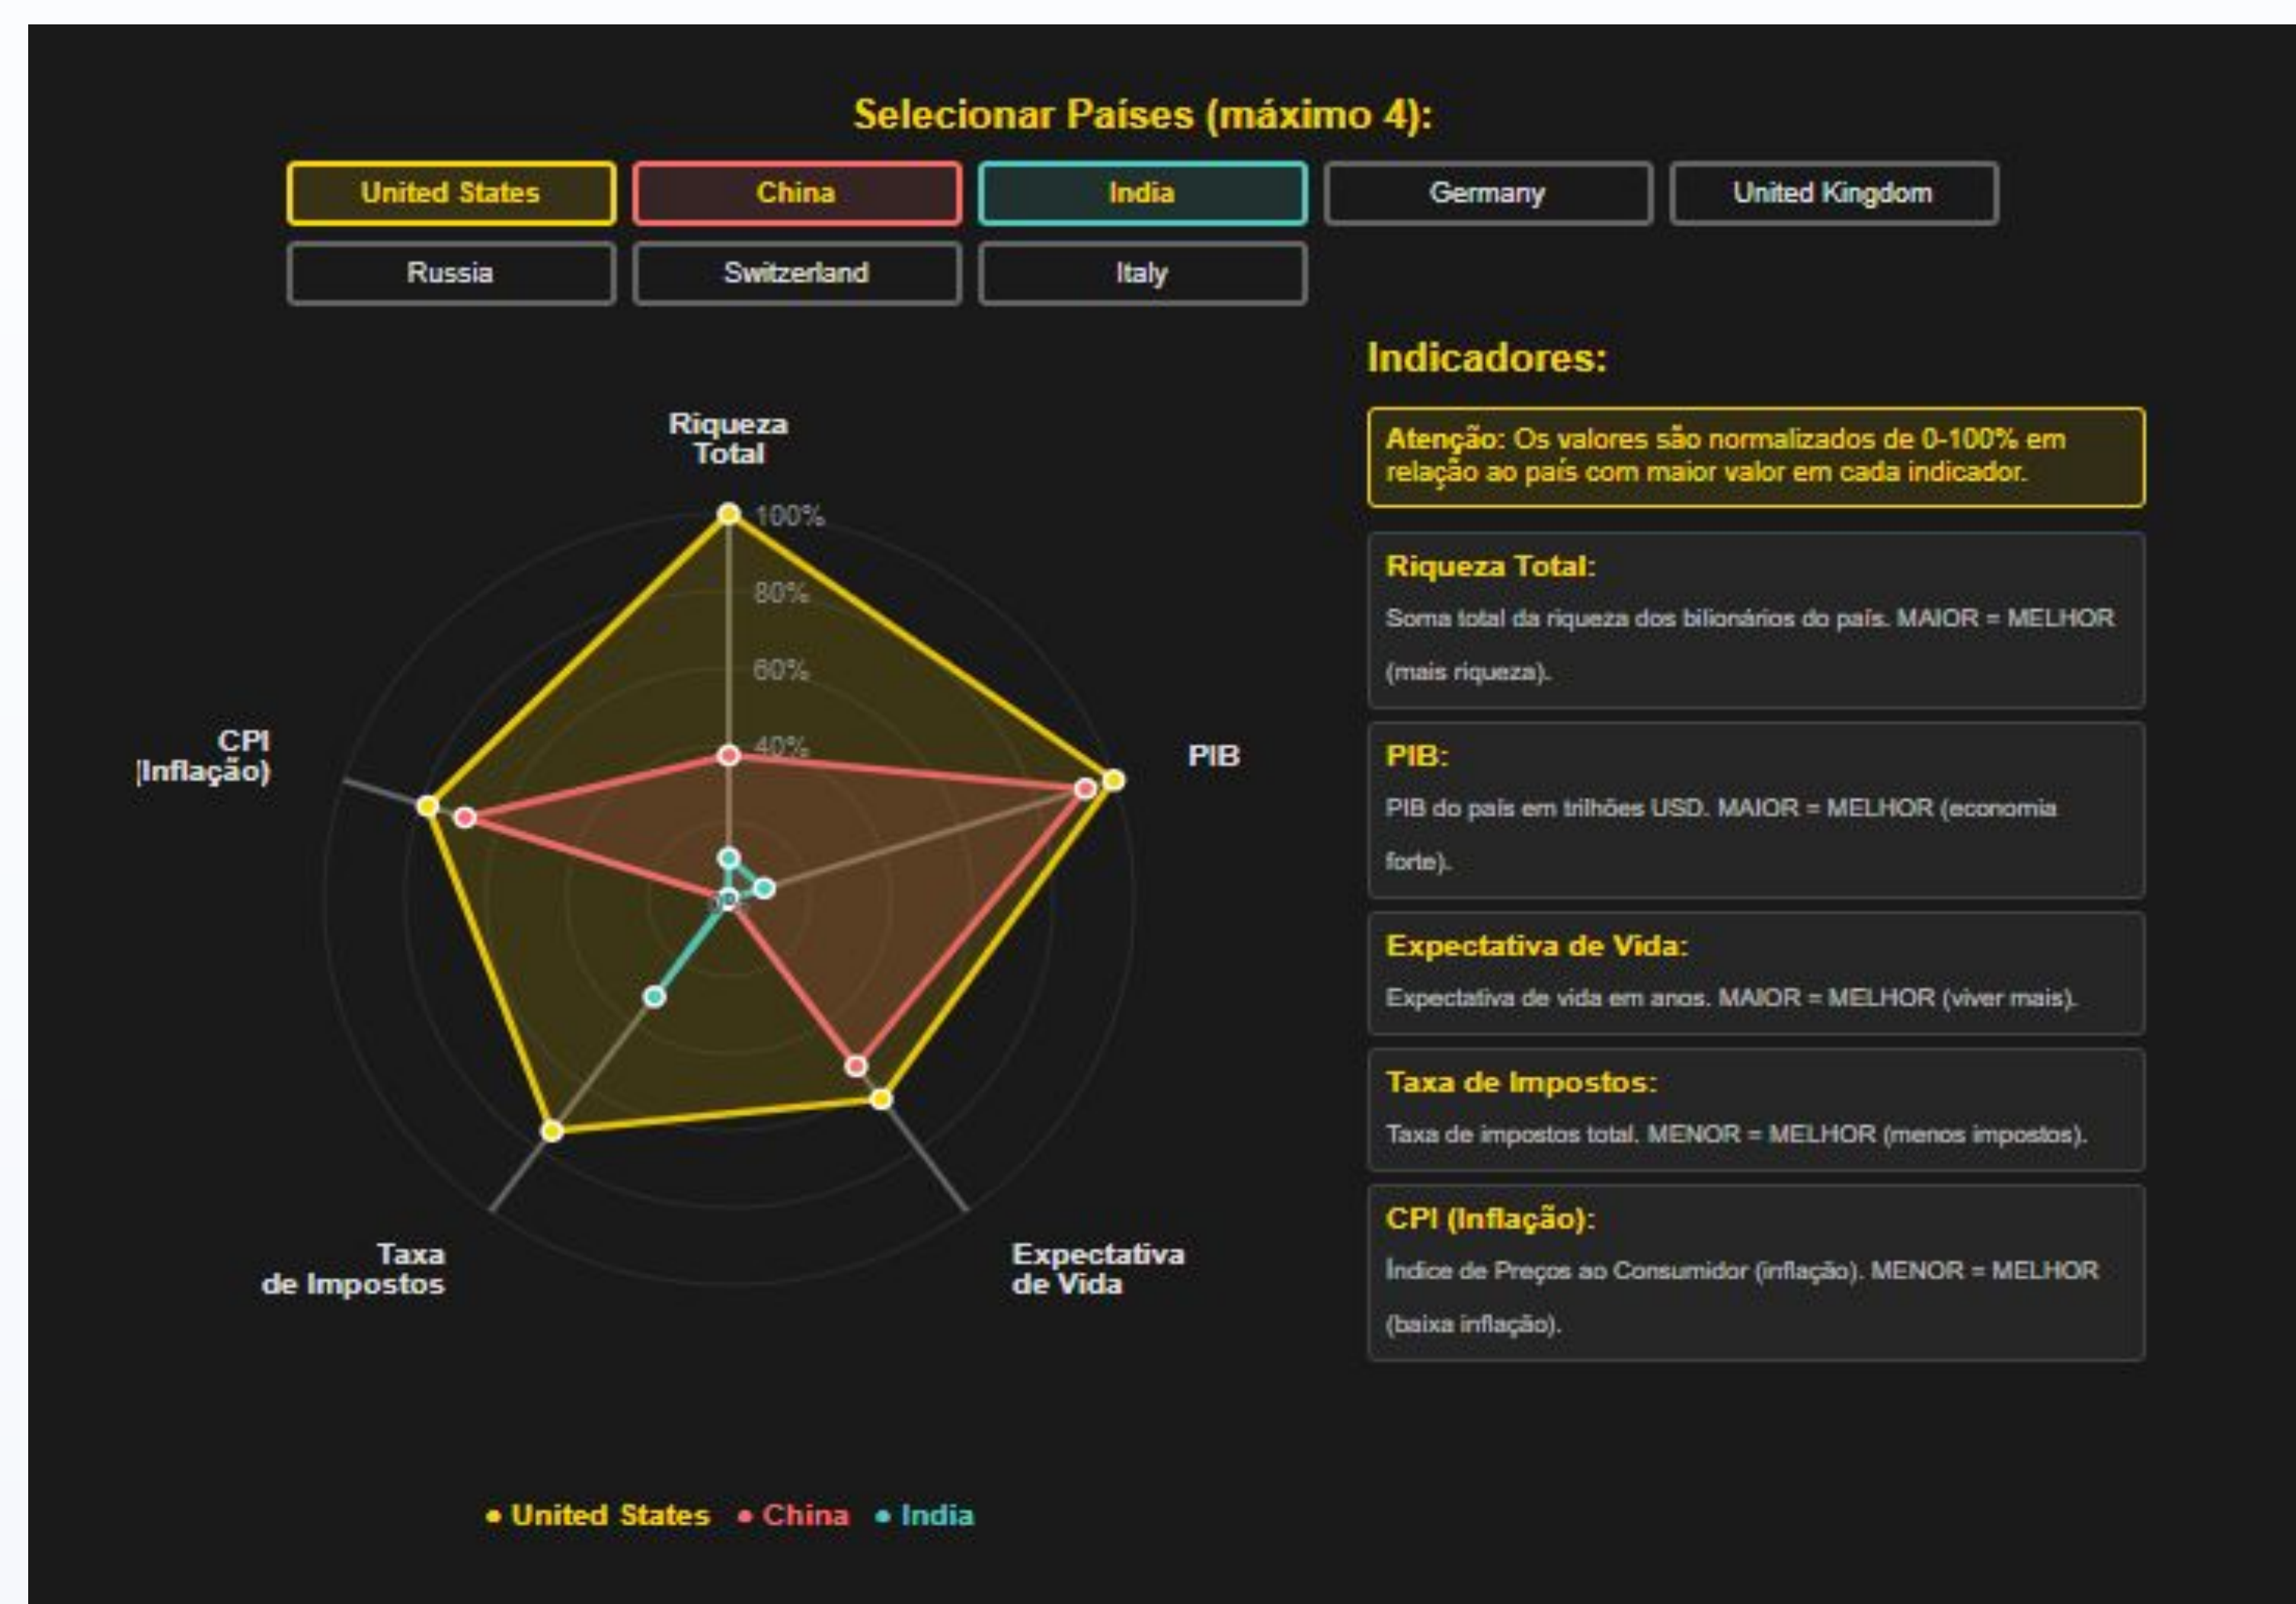 Selecionar Países (máximo 4):
United States
China
India
Germany
United Kingdom
Russia
Switzerland
Italy
Riqueza
Total
100%
80%
60%
40%
PIB
CPI
(Inflação)
Taxa
de Impostos
Expectativa
de Vida
• United States • China • India
Indicadores:
Atenção: Os valores são normalizados de 0-100% em
relação ao país com maior valor em cada indicador.
Riqueza Total:
Soma total da riqueza dos bilionários do país. MAIOR = MELHOR
(mais riqueza).
PIB:
PIB do país em trilhões USD. MAIOR = MELHOR (economia
forte).
Expectativa de Vida:
Expectativa de vida em anos. MAIOR = MELHOR (viver mais).
Taxa de Impostos:
Taxa de impostos total. MENOR = MELHOR (menos impostos).
CPI (Inflação):
Índice de Preços ao Consumidor (inflação). MENOR = MELHOR
(baixa inflação).